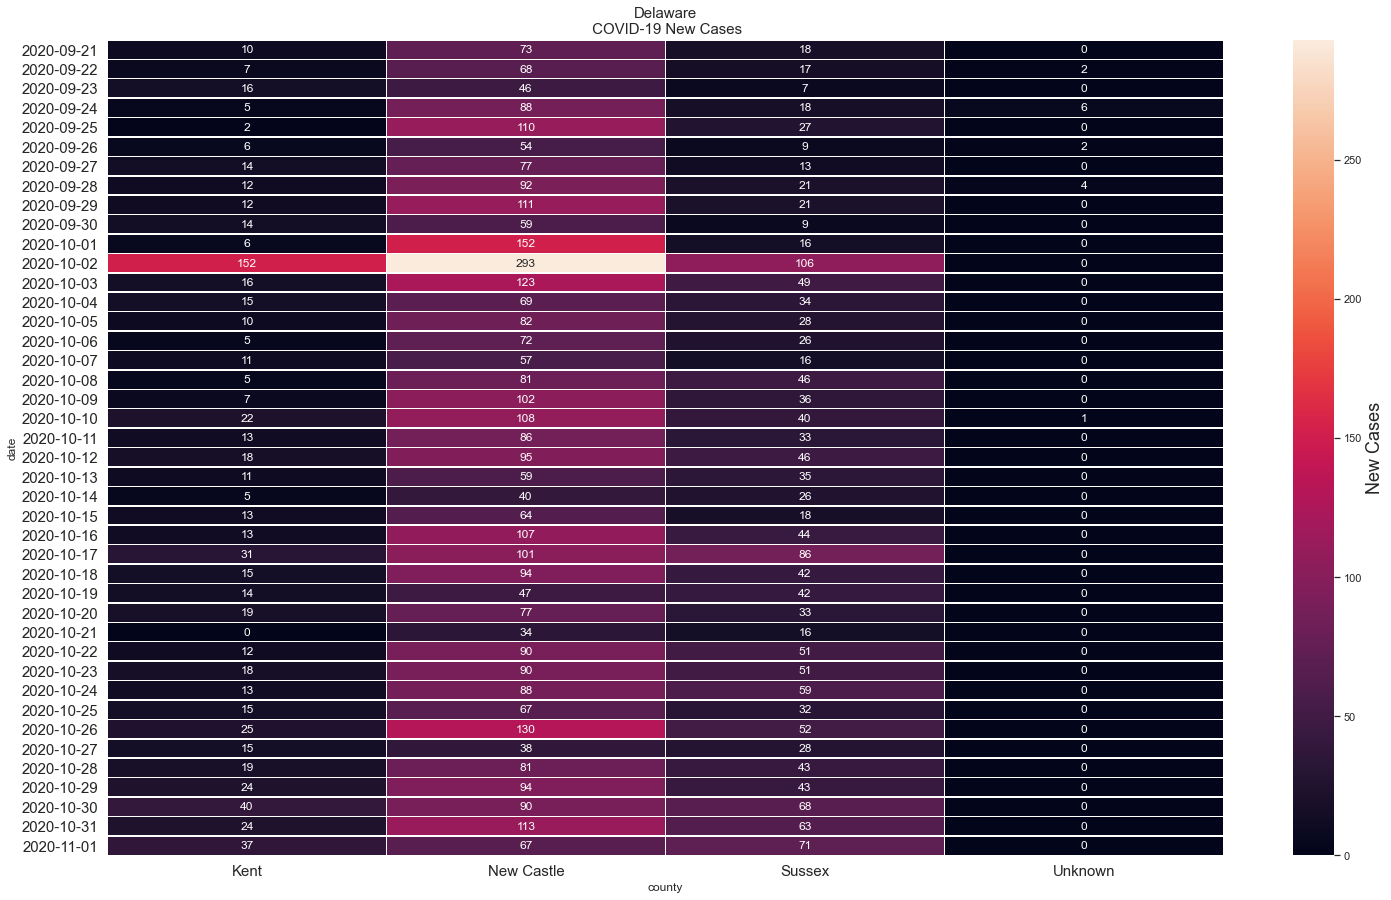 Delaware
COVID-19 New Cases
2020-09-21 10 73 18 0
2020-09-22 7 68 17 2
2020-09-23 16 46 7 0
2020-09-24 5 88 18 6
2020-09-25 2 110 27 0
2020-09-26 6 54 9 2
2020-09-27 14 77 13 0
2020-09-28 12 92 21 4
2020-09-29 12 111 21 0
2020-09-30 14 59 9 0
2020-10-01 6 152 16 0
2020-10-02 152 293 106 0
2020-10-03 16 123 49 0
2020-10-04 15 69 34 0
2020-10-05 10 82 28 0
2020-10-06 5 72 26 0
2020-10-07 11 57 16 0
2020-10-08 5 81 46 0
2020-10-09 7 102 36 0
2020-10-10 22 108 40 1
2020-10-11 13 86 33 0
2020-10-12 18 95 46 0
2020-10-13 11 59 35 0
2020-10-14 5 40 26 0
2020-10-15 13 64 18 0
2020-10-16 13 107 44 0
2020-10-17 31 101 86 0
2020-10-18 15 94 42 0
2020-10-19 14 47 42 0
2020-10-20 19 77 33 0
2020-10-21 0 34 16 0
2020-10-22 12 90 51 0
2020-10-23 18 90 51 0
2020-10-24 13 88 59 0
2020-10-25 15 67 32 0
2020-10-26 25 130 52 0
2020-10-27 15 38 28 0
2020-10-28 19 81 43 0
2020-10-29 24 94 43 0
2020-10-30 40 90 68 0
2020-10-31 24 113 63 0
2020-11-01 37 67 71 0
Kent New Castle Sussex Unknown
county
date
250
200
150
100
50
0
New Cases